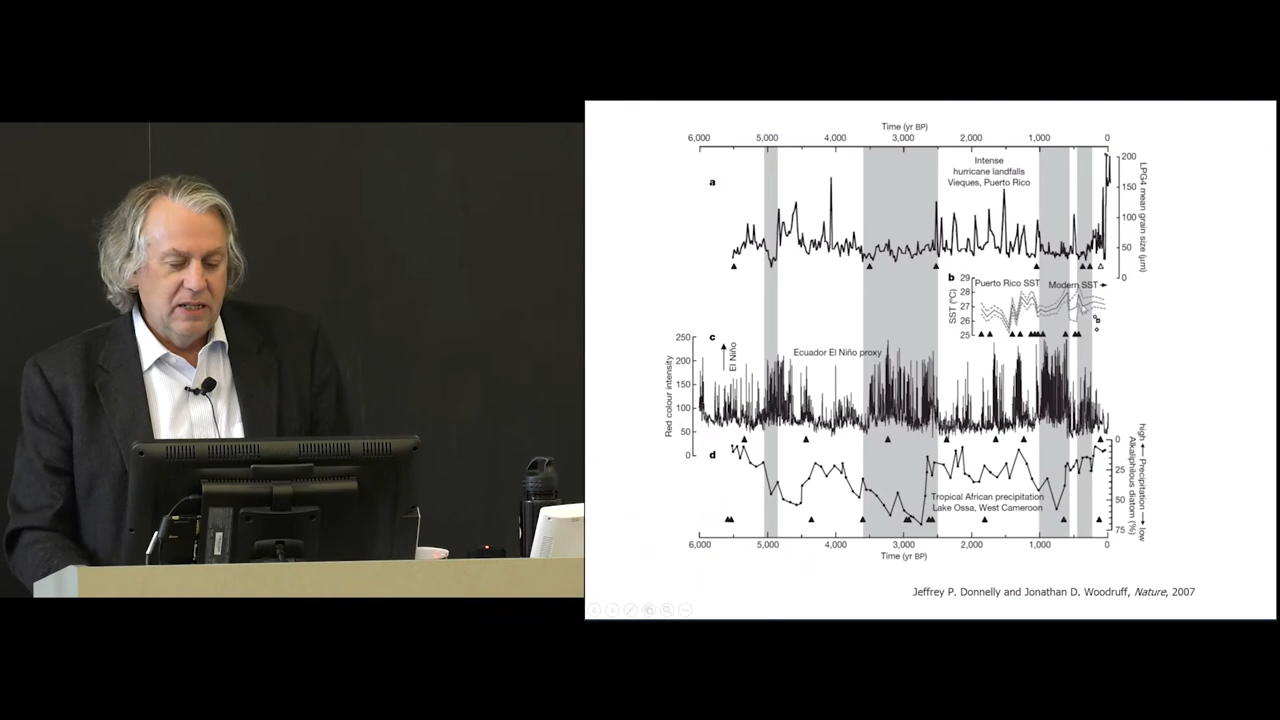 Time (yr BP)
6,000 5,000 4,000 3,000 2,000 1,000 0
Intense
hurricane landfalls
Vieques, Puerto Rico
a
200
150
100
50
0
LPG4 mean grain size (µm)
b
Puerto Rico SST
Modern SST
29
28
27
26
25
SST (°C)
c
Ecuador El Niño proxy
El Niño
250
200
150
100
50
0
Red colour intensity
d
Tropical African precipitation
Lake Ossa, West Cameroon
0
25
50
75
Alkaliphilous diatom (%)
high Precipitation low
6,000 5,000 4,000 3,000 2,000 1,000 0
Time (yr BP)
Jeffrey P. Donnelly and Jonathan D. Woodruff, Nature, 2007